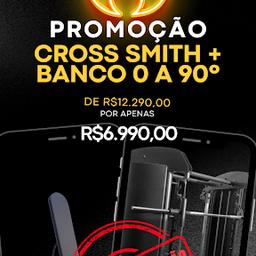 PROMOÇÃO
CROSS SMITH +
BANCO 0 A 90°
DE R$12.290,00
POR APENAS
R$6.990,00